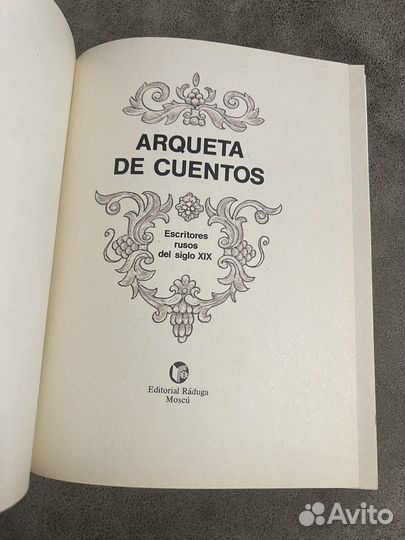 ARQUETA
DE CUENTOS
Escritores
rusos
del siglo XIX
Editorial Ráduga
Moscú
Avito